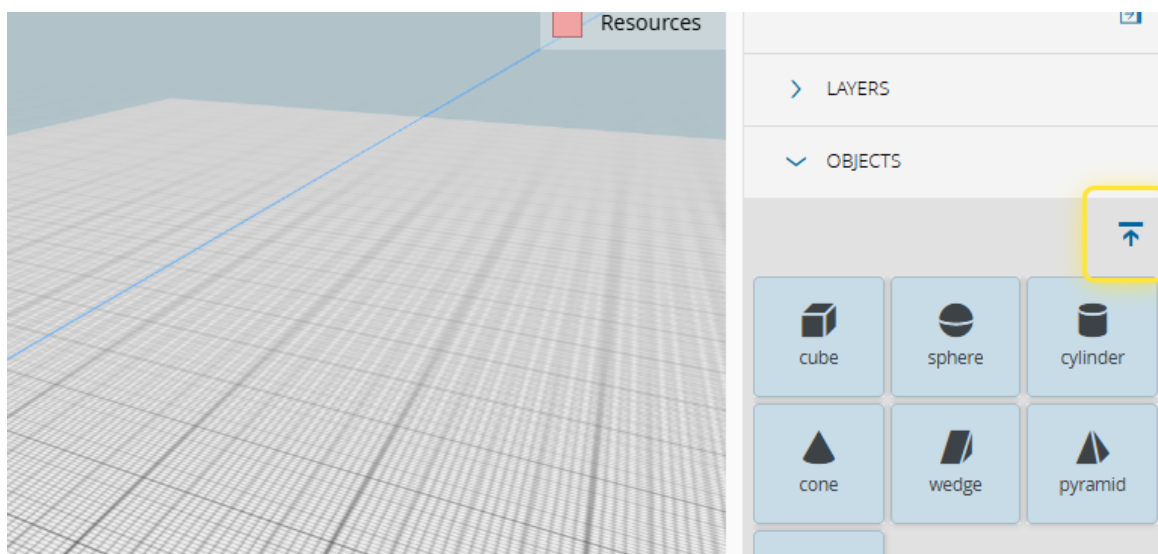 Resources
LAYERS
OBJECTS
cube
sphere
cylinder
cone
wedge
pyramid